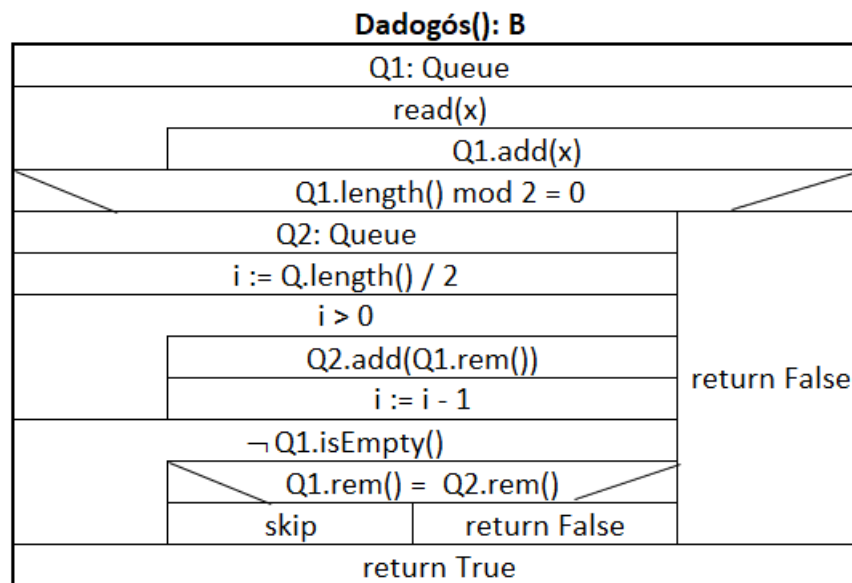 Dadogós(): B
Q1: Queue
read(x)
Q1.add(x)
Q1.length() mod 2 = 0
Q2: Queue
i := Q.length() / 2
i > 0
Q2.add(Q1.rem())
i := i - 1
return False
¬ Q1.isEmpty()
Q1.rem() = Q2.rem()
skip
return False
return True